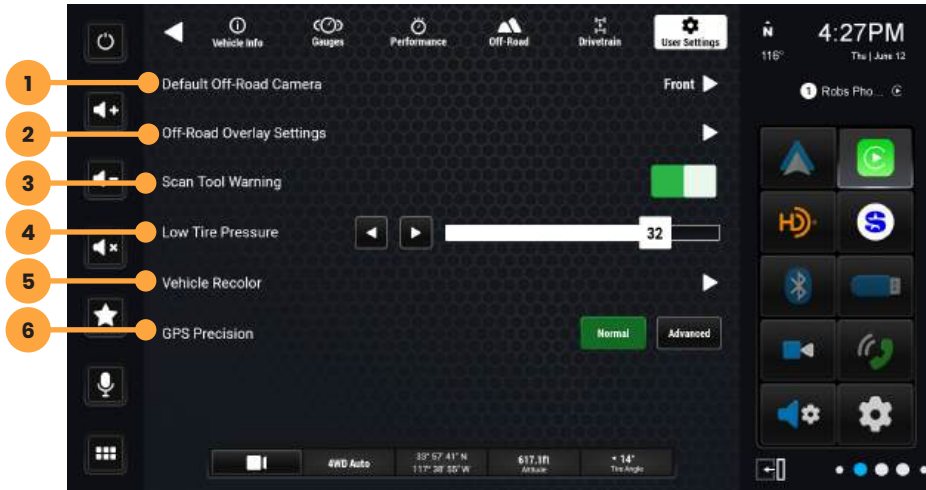 Vehicle Info
Gauges
Performance
Off-Road
Drivetrain
User Settings
N
4:27PM
116°
Thu | June 12
1
Default Off-Road Camera
Front
1 Robs Pho...
2
Off-Road Overlay Settings
3
Scan Tool Warning
4
Low Tire Pressure
32
HD
S
5
Vehicle Recolor
6
GPS Precision
Normal
Advanced
4WD Auto
33° 57' 41" N
117° 38' 55" W
617.1ft
Altitude
+ 14°
Tire Angle